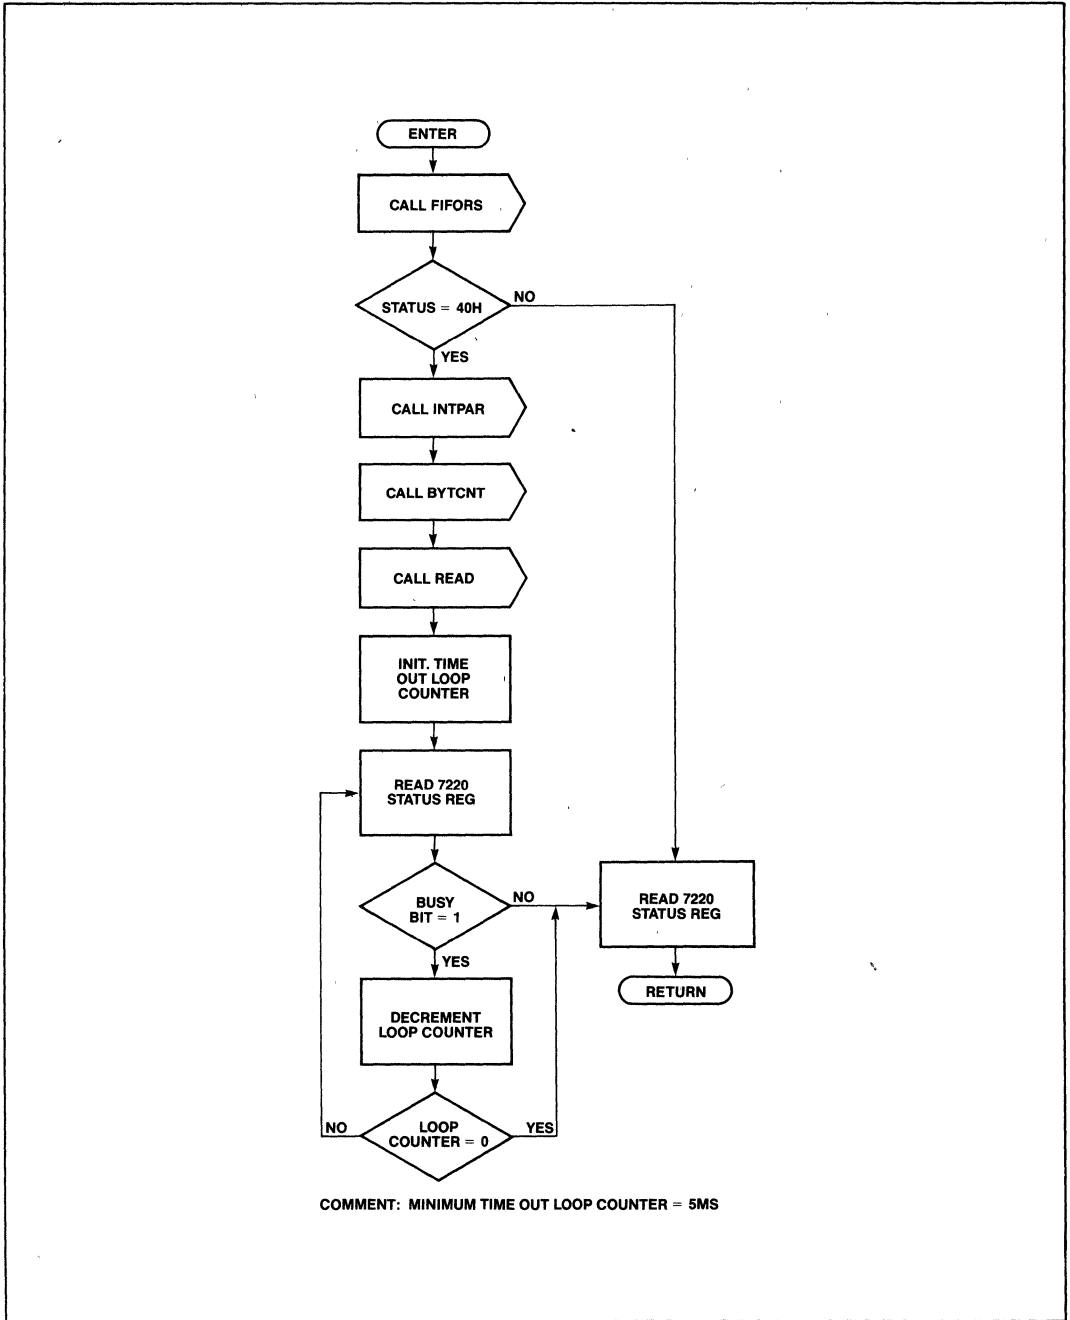 ENTER
CALL FIFORS
STATUS = 40H
NO
YES
CALL INTPAR
CALL BYTCNT
CALL READ
INIT. TIME
OUT LOOP
COUNTER
READ 7220
STATUS REG
BUSY
BIT = 1
NO
READ 7220
STATUS REG
YES
RETURN
DECREMENT
LOOP COUNTER
NO
LOOP
COUNTER = 0
YES
COMMENT: MINIMUM TIME OUT LOOP COUNTER = 5MS